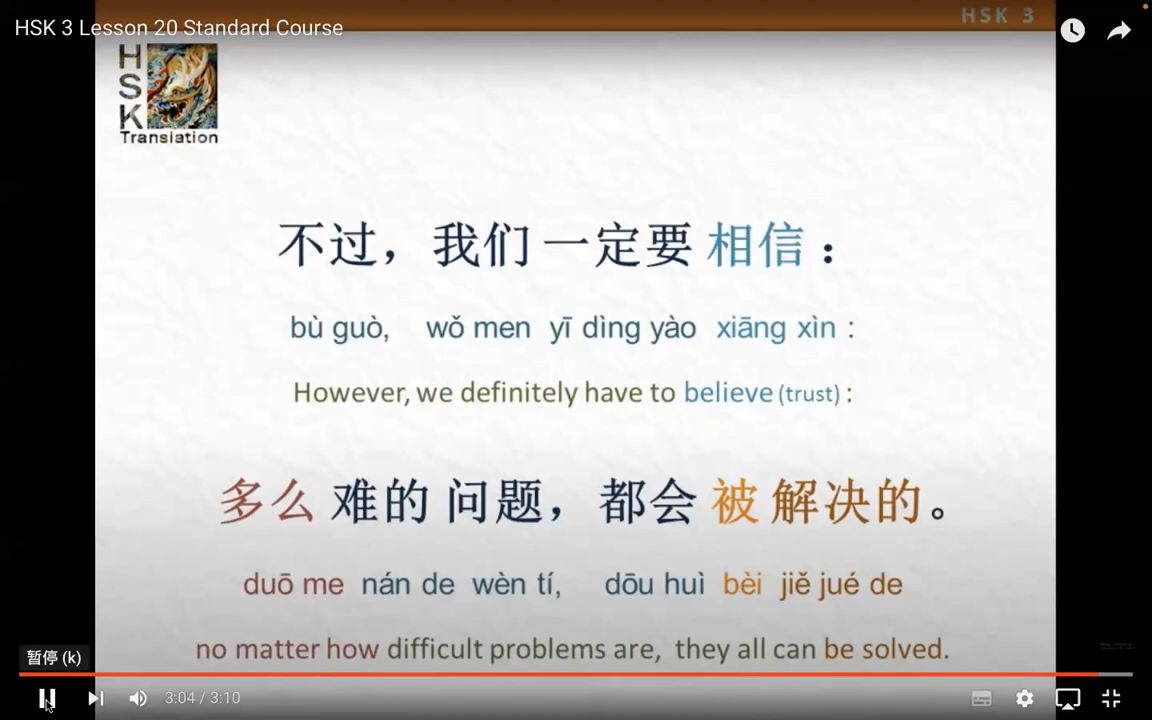 HSK 3
HSK 3 Lesson 20 Standard Course
HSK
Translation
不过，我们 一定要 相信：
bù guò, wǒ men yī dìng yào xiāng xìn :
However, we definitely have to believe (trust) :
多么 难的 问题，都会 被 解决的。
duō me nán de wèn tí, dōu huì bèi jiě jué de
no matter how difficult problems are, they all can be solved.
暂停 (k)
3:04 / 3:10